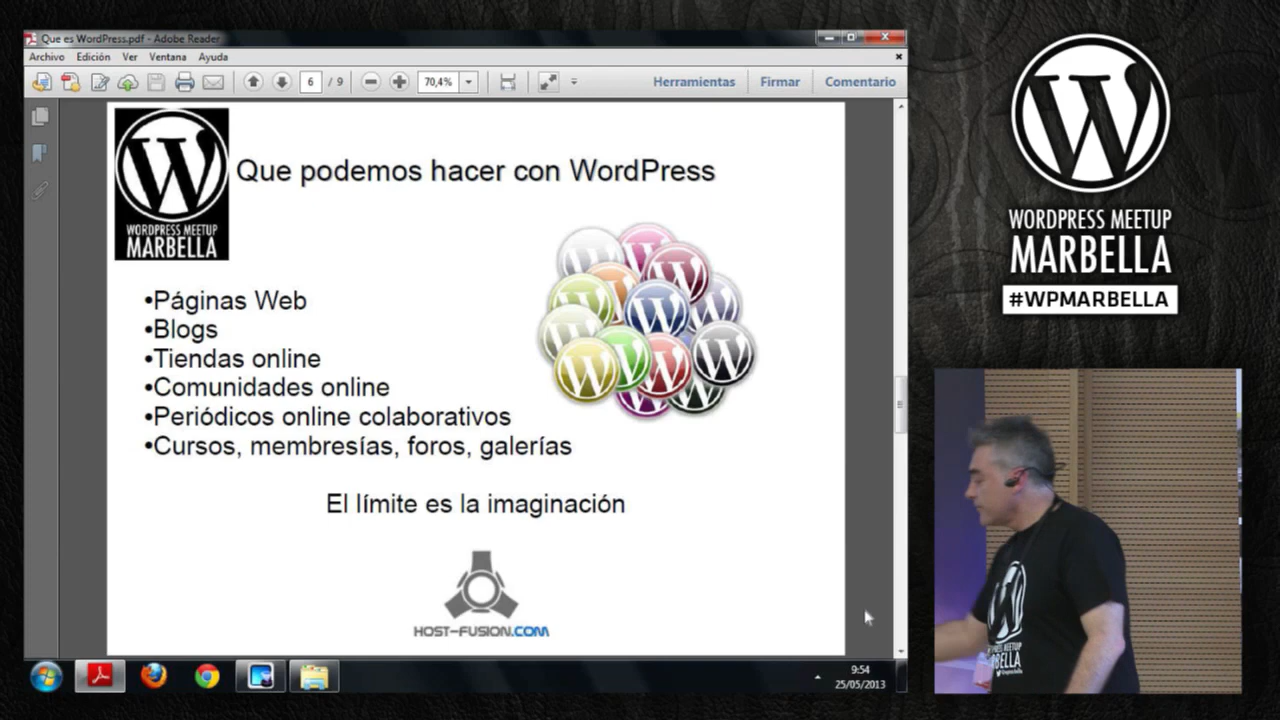 Que es WordPress.pdf - Adobe Reader
Archivo Edición Ver Ventana Ayuda
6 / 9
70,4%
Herramientas Firmar Comentario
WORDPRESS MEETUP
MARBELLA
Que podemos hacer con WordPress
•Páginas Web
•Blogs
•Tiendas online
•Comunidades online
•Periódicos online colaborativos
•Cursos, membresías, foros, galerías
El límite es la imaginación
HOST-FUSION.COM
9:54
25/05/2013
WORDPRESS MEETUP
MARBELLA
#WPMARBELLA